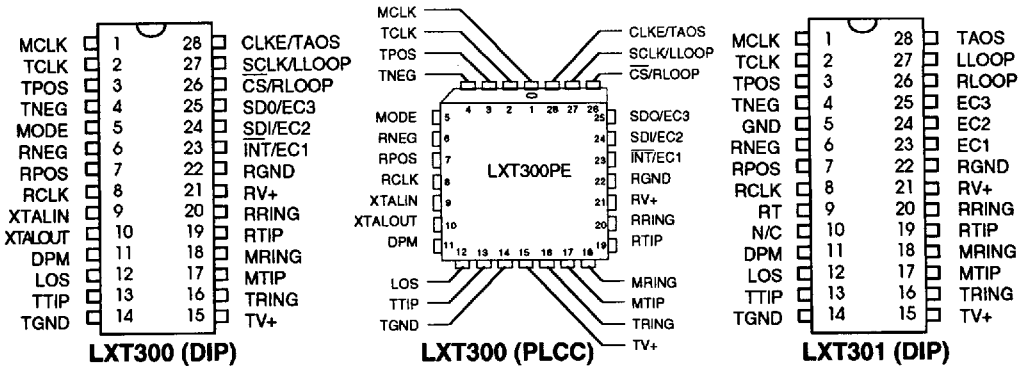 MCLK 1 28 CLKE/TAOS
TCLK 2 27 SCLK/LLOOP
TPOS 3 26 CS/RLOOP
TNEG 4 25 SD0/EC3
MODE 5 24 SDI/EC2
RNEG 6 23 INT/EC1
RPOS 7 22 RGND
RCLK 8 21 RV+
XTALIN 9 20 RRING
XTALOUT 10 19 RTIP
DPM 11 18 MRING
LOS 12 17 MTIP
TTIP 13 16 TRING
TGND 14 15 TV+
LXT300 (DIP)
MCLK
TCLK CLKE/TAOS
TPOS SCLK/LLOOP
TNEG CS/RLOOP
4 3 2 1 28 27 26
MODE 5 25 SDO/EC3
RNEG 6 24 SDI/EC2
RPOS 7 23 INT/EC1
LXT300PE
RCLK 8 22 RGND
XTALIN 9 21 RV+
XTALOUT 10 20 RRING
DPM 11 19 RTIP
12 13 14 15 16 17 18
LOS MRING
TTIP MTIP
TGND TRING
TV+
LXT300 (PLCC)
MCLK 1 28 TAOS
TCLK 2 27 LLOOP
TPOS 3 26 RLOOP
TNEG 4 25 EC3
GND 5 24 EC2
RNEG 6 23 EC1
RPOS 7 22 RGND
RCLK 8 21 RV+
RT 9 20 RRING
N/C 10 19 RTIP
DPM 11 18 MRING
LOS 12 17 MTIP
TTIP 13 16 TRING
TGND 14 15 TV+
LXT301 (DIP)